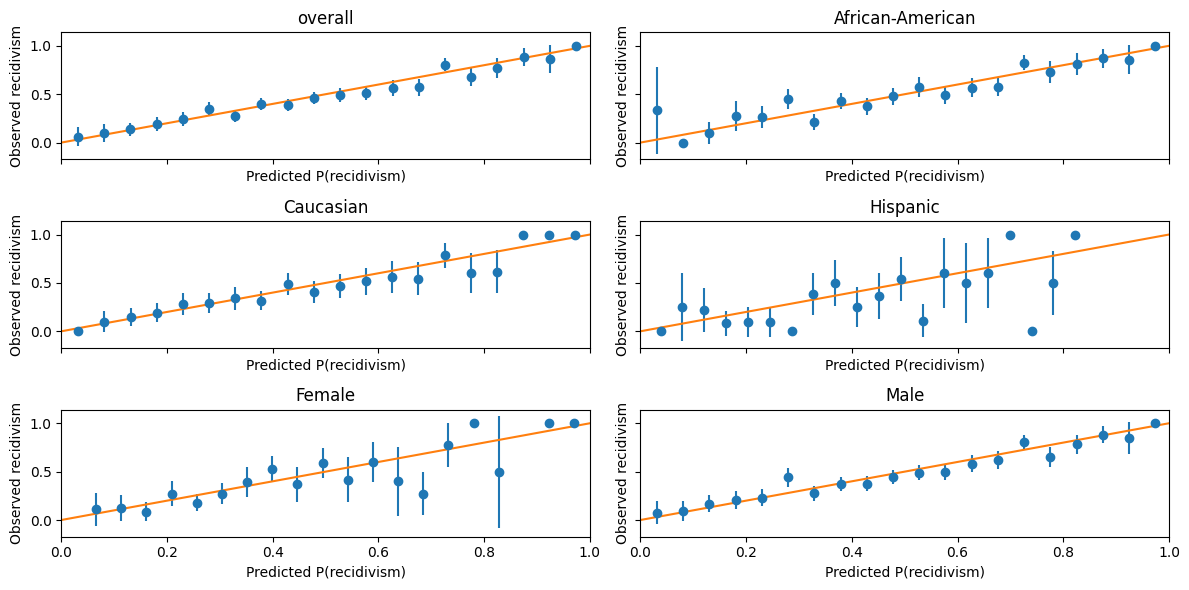 overall
African-American
Observed recidivism
1.0
0.5
0.0
Predicted P(recidivism)
Observed recidivism
Predicted P(recidivism)
Caucasian
Hispanic
Observed recidivism
1.0
0.5
0.0
Predicted P(recidivism)
Observed recidivism
Predicted P(recidivism)
Female
Male
Observed recidivism
1.0
0.5
0.0
0.0 0.2 0.4 0.6 0.8 1.0
Predicted P(recidivism)
Observed recidivism
0.0 0.2 0.4 0.6 0.8 1.0
Predicted P(recidivism)